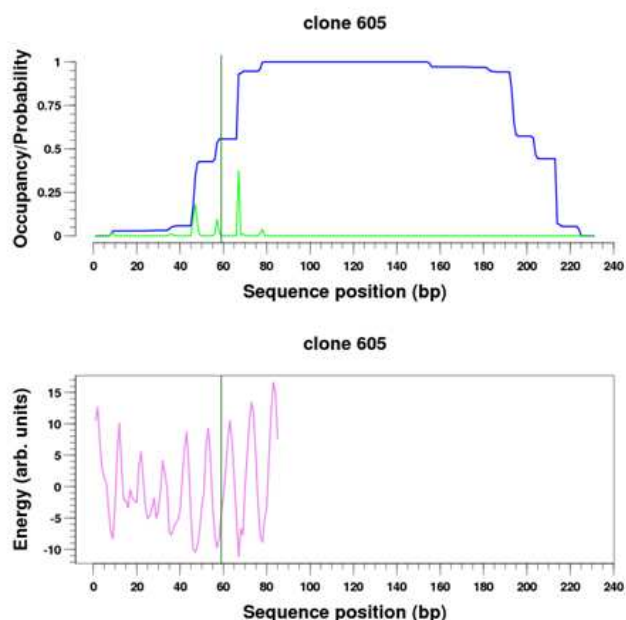 clone 605
Occupancy/Probability
1
0.75
0.5
0.25
0
0 20 40 60 80 100 120 140 160 180 200 220 240
Sequence position (bp)
clone 605
Energy (arb. units)
15
10
5
0
-5
-10
0 20 40 60 80 100 120 140 160 180 200 220 240
Sequence position (bp)